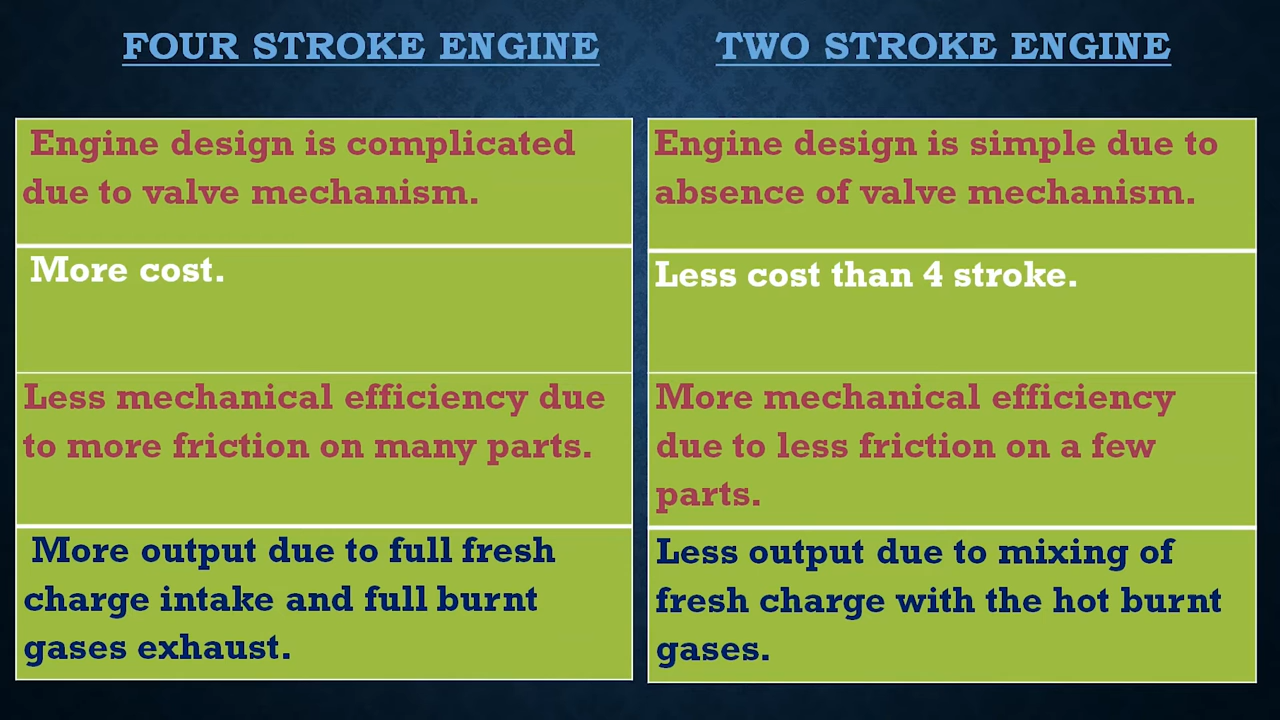 FOUR STROKE ENGINE
TWO STROKE ENGINE
Engine design is complicated
due to valve mechanism.
Engine design is simple due to
absence of valve mechanism.
More cost.
Less cost than 4 stroke.
Less mechanical efficiency due
to more friction on many parts.
More mechanical efficiency
due to less friction on a few
parts.
More output due to full fresh
charge intake and full burnt
gases exhaust.
Less output due to mixing of
fresh charge with the hot burnt
gases.